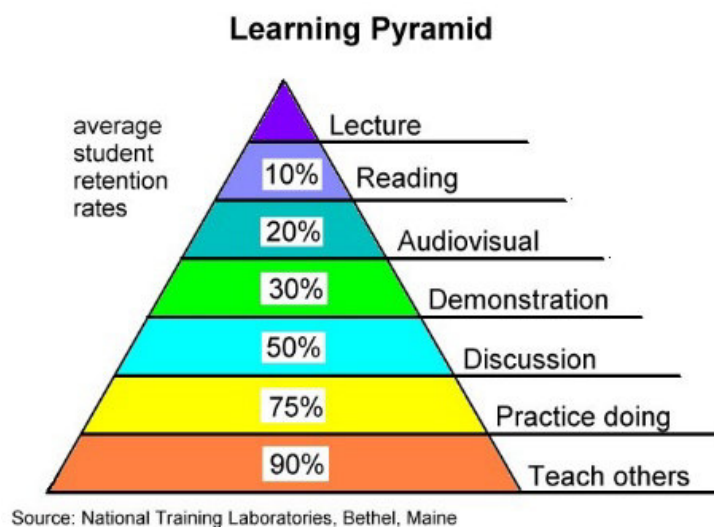 Learning Pyramid
average
student
retention
rates
Lecture
10% Reading
20% Audiovisual
30% Demonstration
50% Discussion
75% Practice doing
90% Teach others
Source: National Training Laboratories, Bethel, Maine